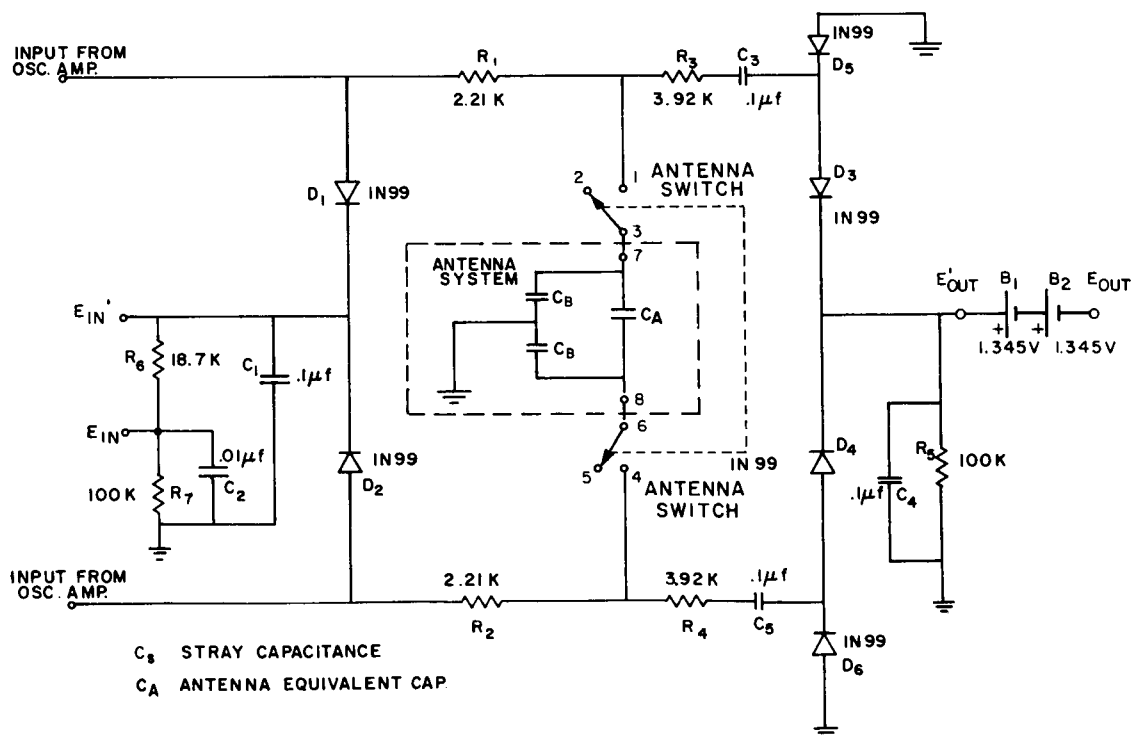 INPUT FROM
OSC. AMP.
R1
2.21 K
R3
3.92 K
C3
.1μf
IN99
D5
D1
IN99
2
1
ANTENNA
SWITCH
3
7
D3
IN99
ANTENNA
SYSTEM
CB
CA
CB
8
6
5
4
ANTENNA
SWITCH
EIN'
R6
18.7 K
C1
.1μf
EIN
.01μf
C2
100 K
R7
IN99
D2
E'OUT
B1
B2
EOUT
+
+
1.345V
1.345V
IN99
D4
R5
100K
.1μf
C4
INPUT FROM
OSC. AMP.
2.21 K
R2
3.92 K
R4
.1μf
C5
IN99
D6
Cs STRAY CAPACITANCE
CA ANTENNA EQUIVALENT CAP.